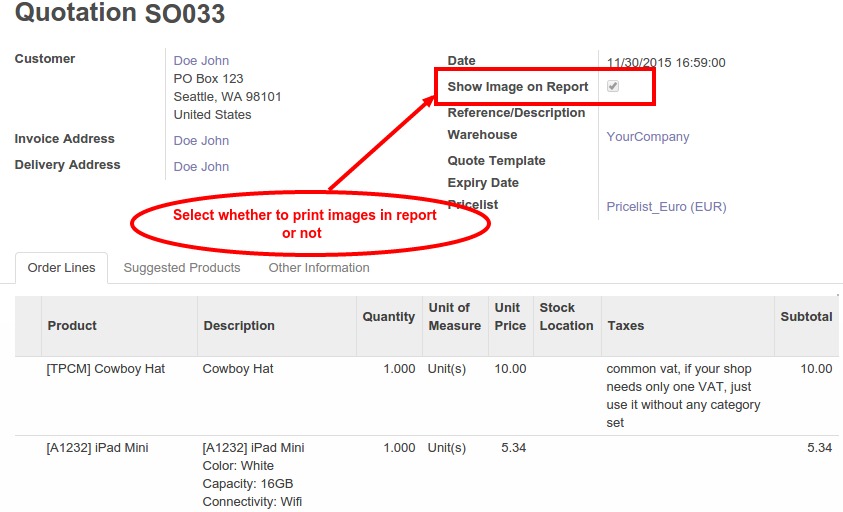 Quotation SO033
Customer
Doe John
PO Box 123
Seattle, WA 98101
United States
Invoice Address
Doe John
Delivery Address
Doe John
Date
11/30/2015 16:59:00
Show Image on Report
Reference/Description
Warehouse
YourCompany
Quote Template
Expiry Date
Pricelist
Pricelist_Euro (EUR)
Select whether to print images in report
or not
Order Lines
Suggested Products
Other Information
Product
Description
Quantity
Unit of
Measure
Unit
Price
Stock
Location
Taxes
Subtotal
[TPCM] Cowboy Hat
Cowboy Hat
1.000
Unit(s)
10.00
common vat, if your shop
needs only one VAT, just
use it without any category
set
10.00
[A1232] iPad Mini
[A1232] iPad Mini
Color: White
Capacity: 16GB
Connectivity: Wifi
1.000
Unit(s)
5.34
5.34